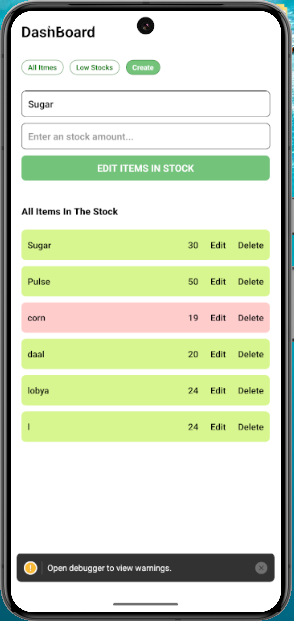 DashBoard
All Itmes Low Stocks Create
Sugar
Enter an stock amount...
EDIT ITEMS IN STOCK
All Items In The Stock
Sugar 30 Edit Delete
Pulse 50 Edit Delete
corn 19 Edit Delete
daal 20 Edit Delete
lobya 24 Edit Delete
l 24 Edit Delete
Open debugger to view warnings.